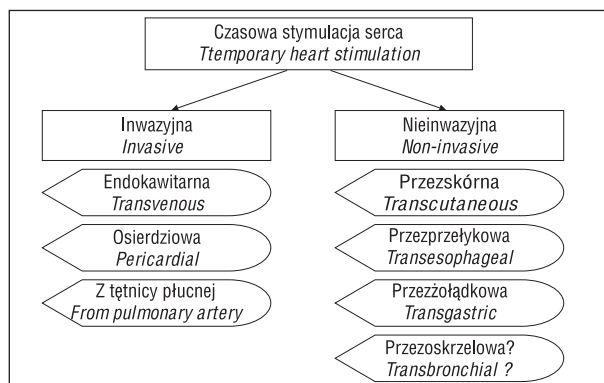 Czasowa stymulacja serca
Ttemporary heart stimulation
Inwazyjna
Invasive
Endokawitarna
Transvenous
Osierdziowa
Pericardial
Z tętnicy płucnej
From pulmonary artery
Nieinwazyjna
Non-invasive
Przezskórna
Transcutaneous
Przezprzełykowa
Transesophageal
Przezżołądkowa
Transgastric
Przezoskrzelowa?
Transbronchial ?